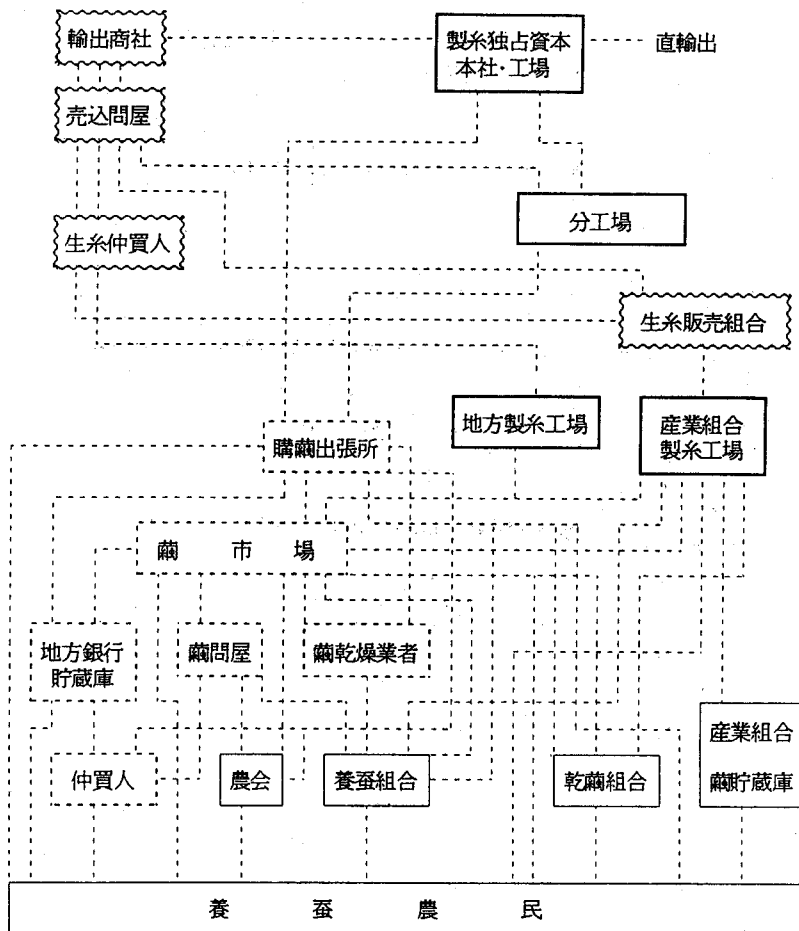 輸出商社
製糸独占資本
本社・工場
直輸出
売込問屋
分工場
生糸仲買人
生糸販売組合
地方製糸工場
産業組合
製糸工場
購繭出張所
繭市場
地方銀行
貯蔵庫
繭問屋
繭乾燥業者
産業組合
繭貯蔵庫
仲買人
農会
養蚕組合
乾繭組合
養蚕農民